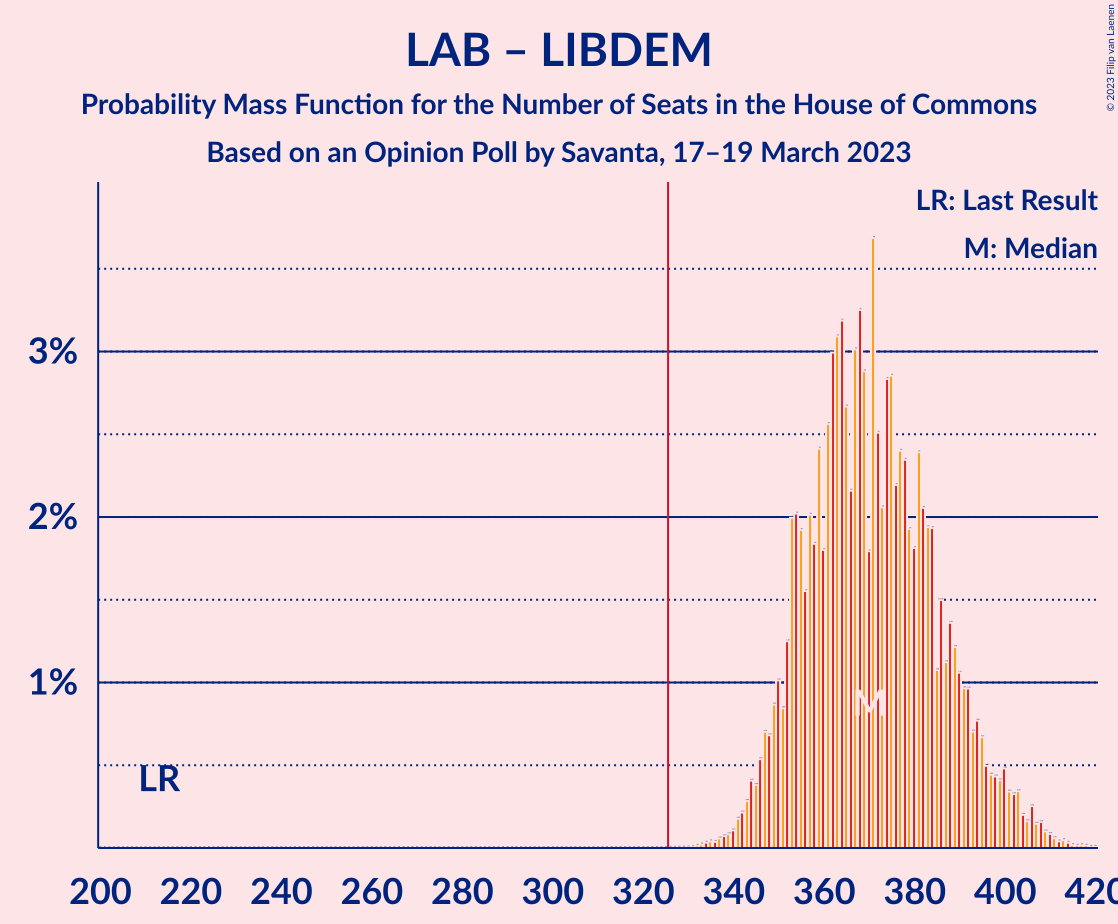 © 2023 Filip van Laenen
LAB – LIBDEM
Probability Mass Function for the Number of Seats in the House of Commons
Based on an Opinion Poll by Savanta, 17–19 March 2023
LR: Last Result
M: Median
3%
2%
1%
M
LR
200 220 240 260 280 300 320 340 360 380 400 420